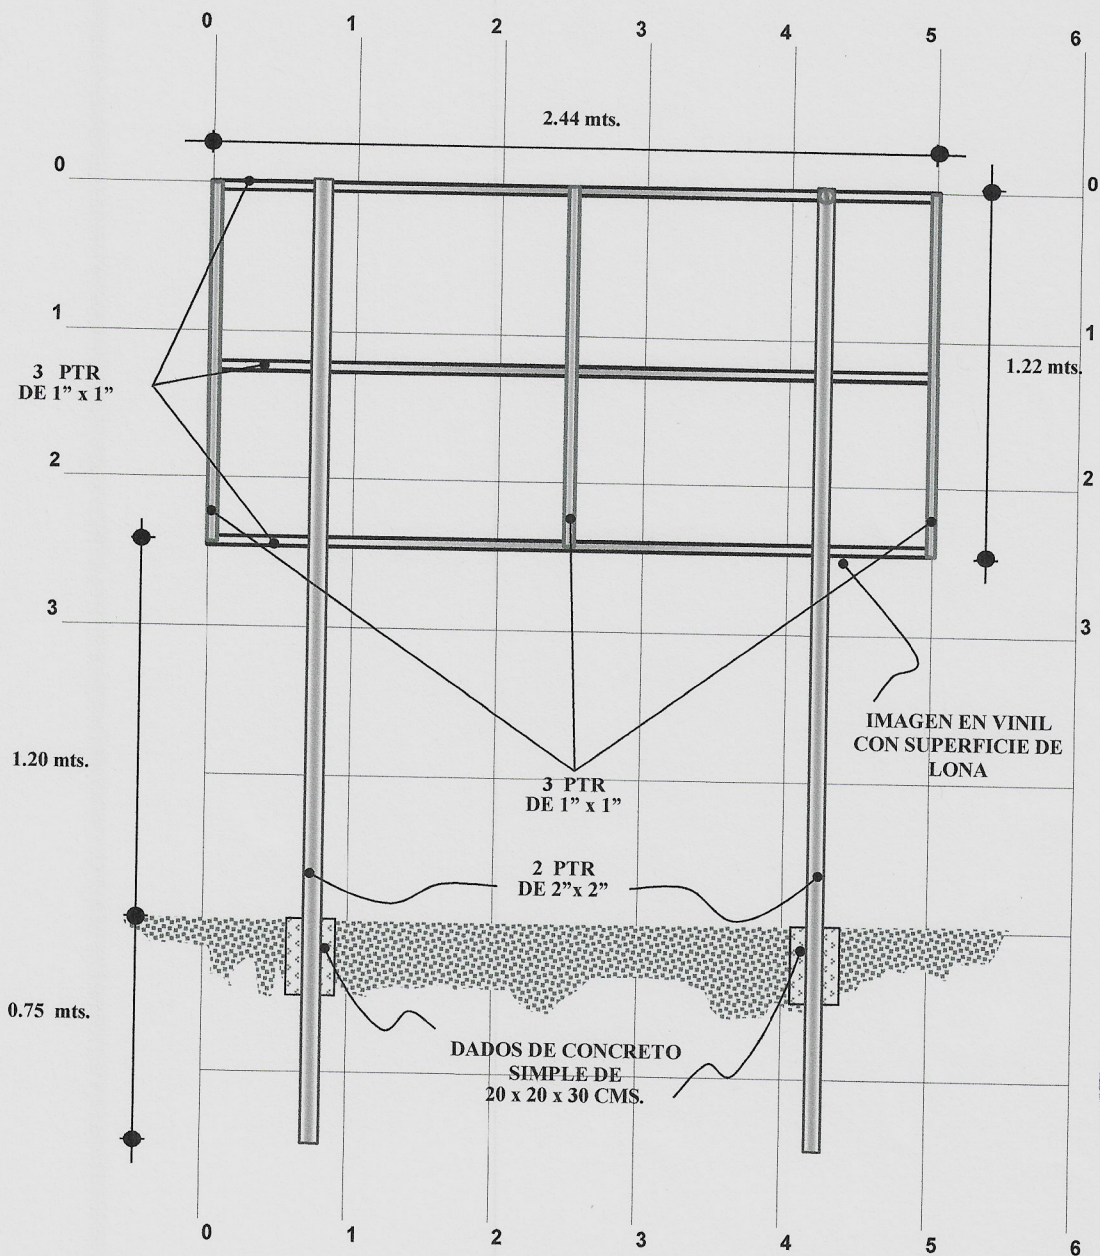 0 1 2 3 4 5 6
2.44 mts.
0 0
1 1
1.22 mts.
3 PTR
DE 1” x 1”
2 2
3 3
IMAGEN EN VINIL
CON SUPERFICIE DE
LONA
1.20 mts.
3 PTR
DE 1” x 1”
2 PTR
DE 2”x 2”
0.75 mts.
DADOS DE CONCRETO
SIMPLE DE
20 x 20 x 30 CMS.
0 1 2 3 4 5 6